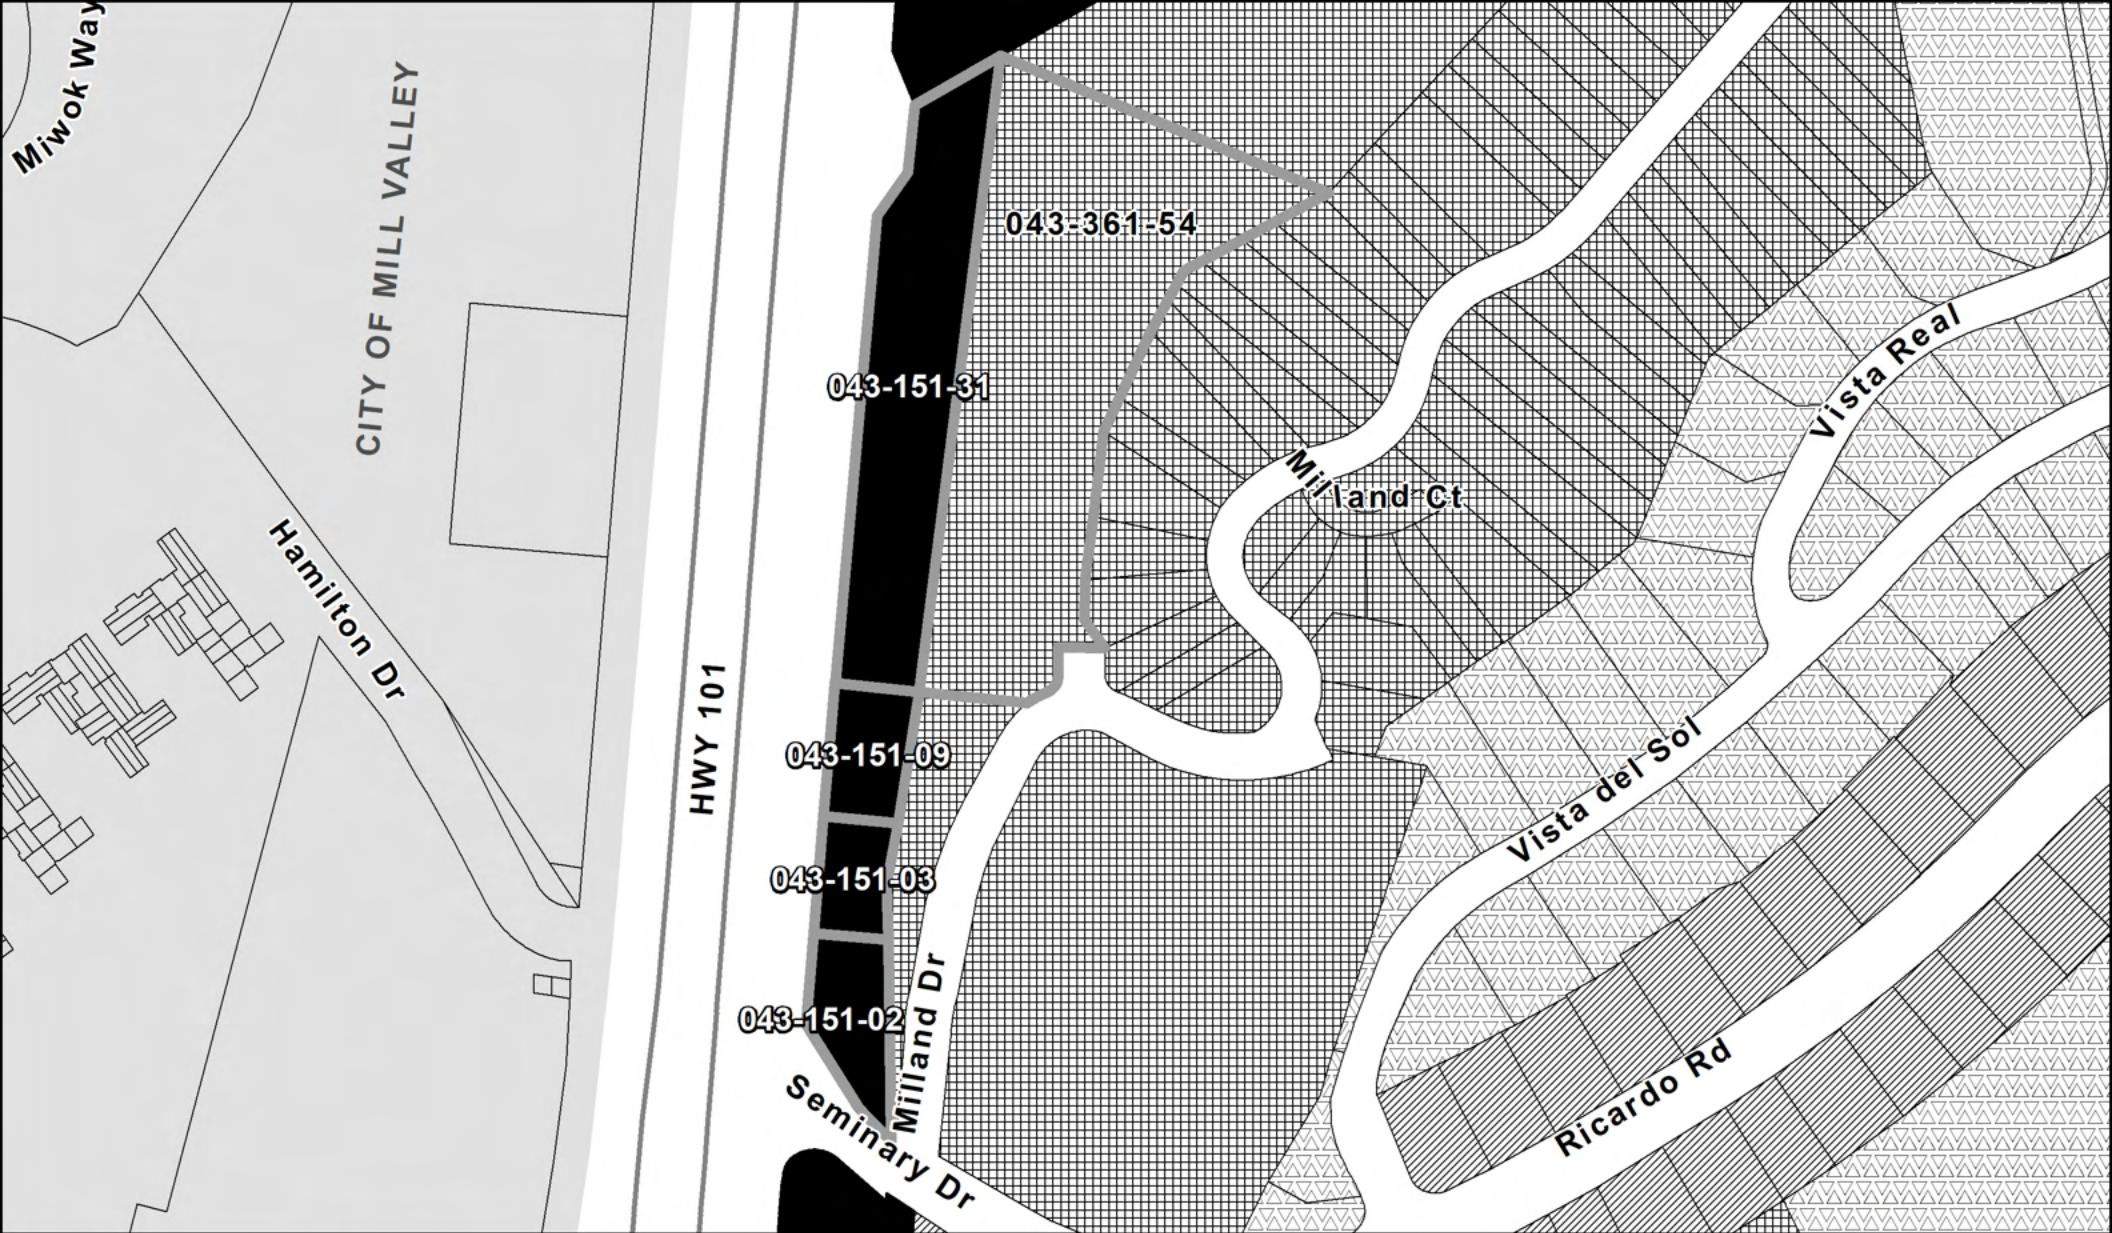 Miwok Way
CITY OF MILL VALLEY
043-361-54
043-151-31
Vista Real
Milland Ct
Hamilton Dr
HWY 101
043-151-09
Vista del Sol
043-151-03
Milland Dr
043-151-02
Seminary Dr
Ricardo Rd